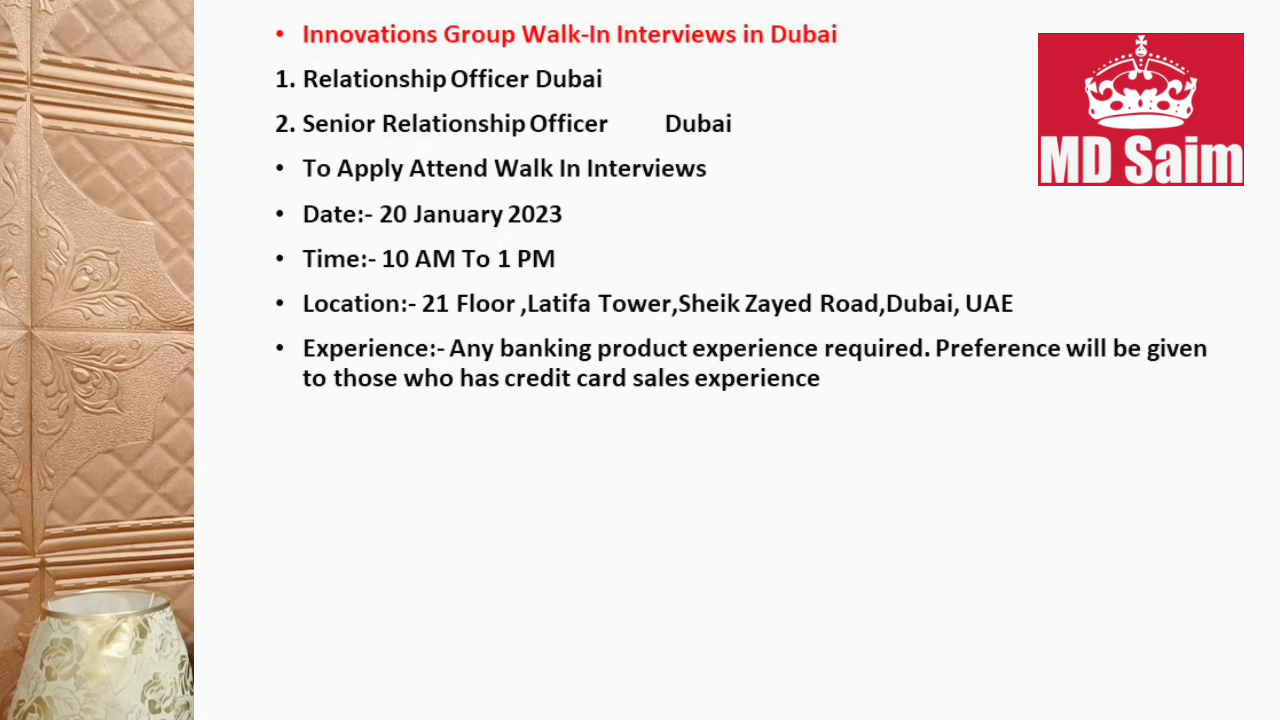 • Innovations Group Walk-In Interviews in Dubai
1. Relationship Officer Dubai
2. Senior Relationship Officer Dubai
• To Apply Attend Walk In Interviews
• Date:- 20 January 2023
• Time:- 10 AM To 1 PM
• Location:- 21 Floor ,Latifa Tower,Sheik Zayed Road,Dubai, UAE
• Experience:- Any banking product experience required. Preference will be given
to those who has credit card sales experience
MD Saim